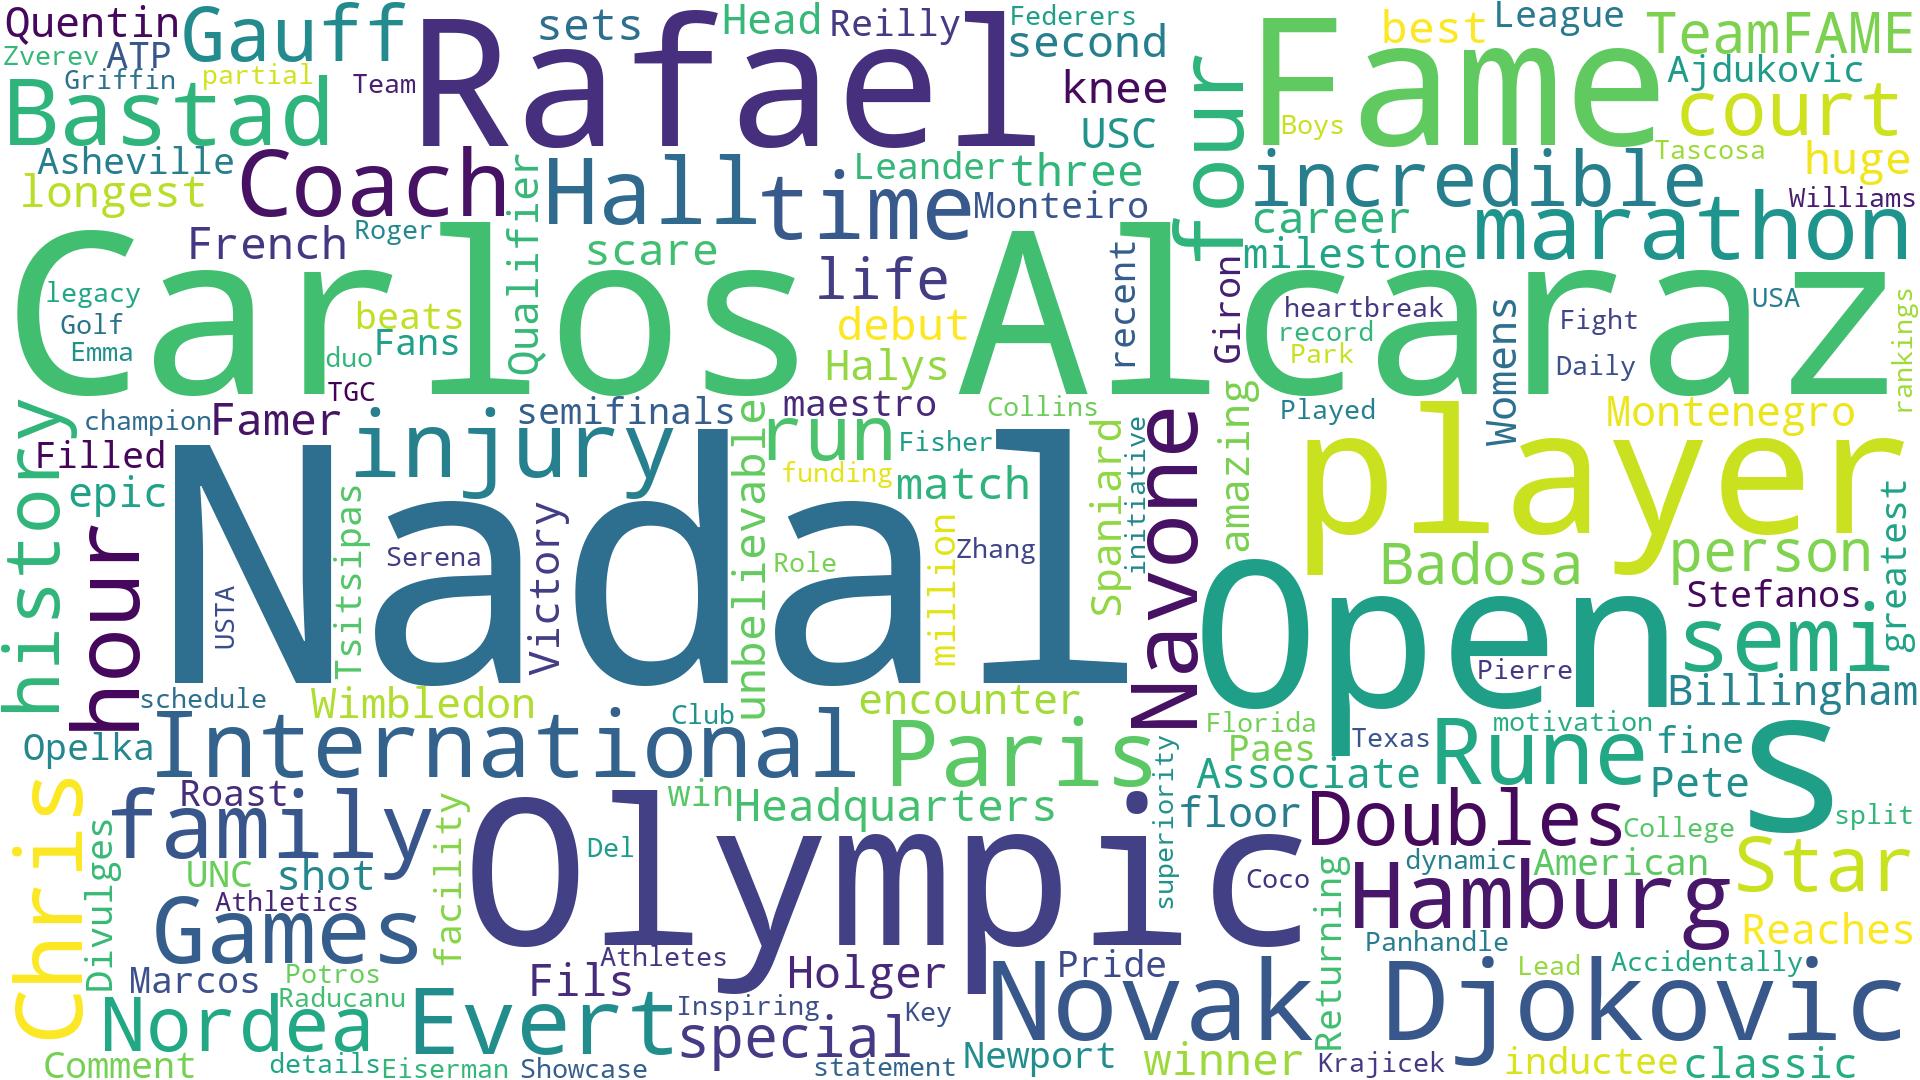 Quentin
Gauff
Rafael
sets
Head
Reilly
Federers
second
Fame
best
League
TeamFAME
Zverev
ATP
Griffin
partial
Team
knee
four
Ajdukovic
Bastad
USC
Boys
court
Asheville
Coach
Qualifier
Hall
time
Leander
three
incredible
Tascosa
huge
longest
Monteiro
Williams
French
Roger
scare
life
recent
career
milestone
marathon
Carlos
Alcaraz
legacy
Golf
Emma
beats
duo
Fans
TGC
debut
Halys
Giron
heartbreak
record
Park
Womens
Fight
Daily
USA
rankings
history
champion
Famer
semifinals
maestro
Collins
amazing
Played
Montenegro
Filled
injury
unbelievable
run
Fisher
Spaniard
initiative
Navone
player
epic
hour
Nadal
Tsitsipas
Serena
Victory
funding
match
Role
million
Zhang
Badosa
person
greatest
USTA
Open
Stefanos
semi
Pierre
schedule
Wimbledon
encounter
Billingham
Opelka
International
Club
Paris
superiority
Florida
Paes
Texas
Rune
motivation
fine
s
Associate
Pete
Chris
Roast
family
facility
win
Headquarters
floor
Doubles
College
split
Divulges
Olympic
Del
UNC
shot
Coco
Returning
dynamic
American
Star
Athletics
Games
Hamburg
Reaches
Marcos
Potros
Raducanu
Fils
Athletes
Holger
Pride
Panhandle
Lead
Accidentally
Nordea
Evert
Inspiring
special
Key
Novak
Djokovic
Comment
details
Eiserman
Showcase
statement
Newport
winner
Krajicek
inductee
classic